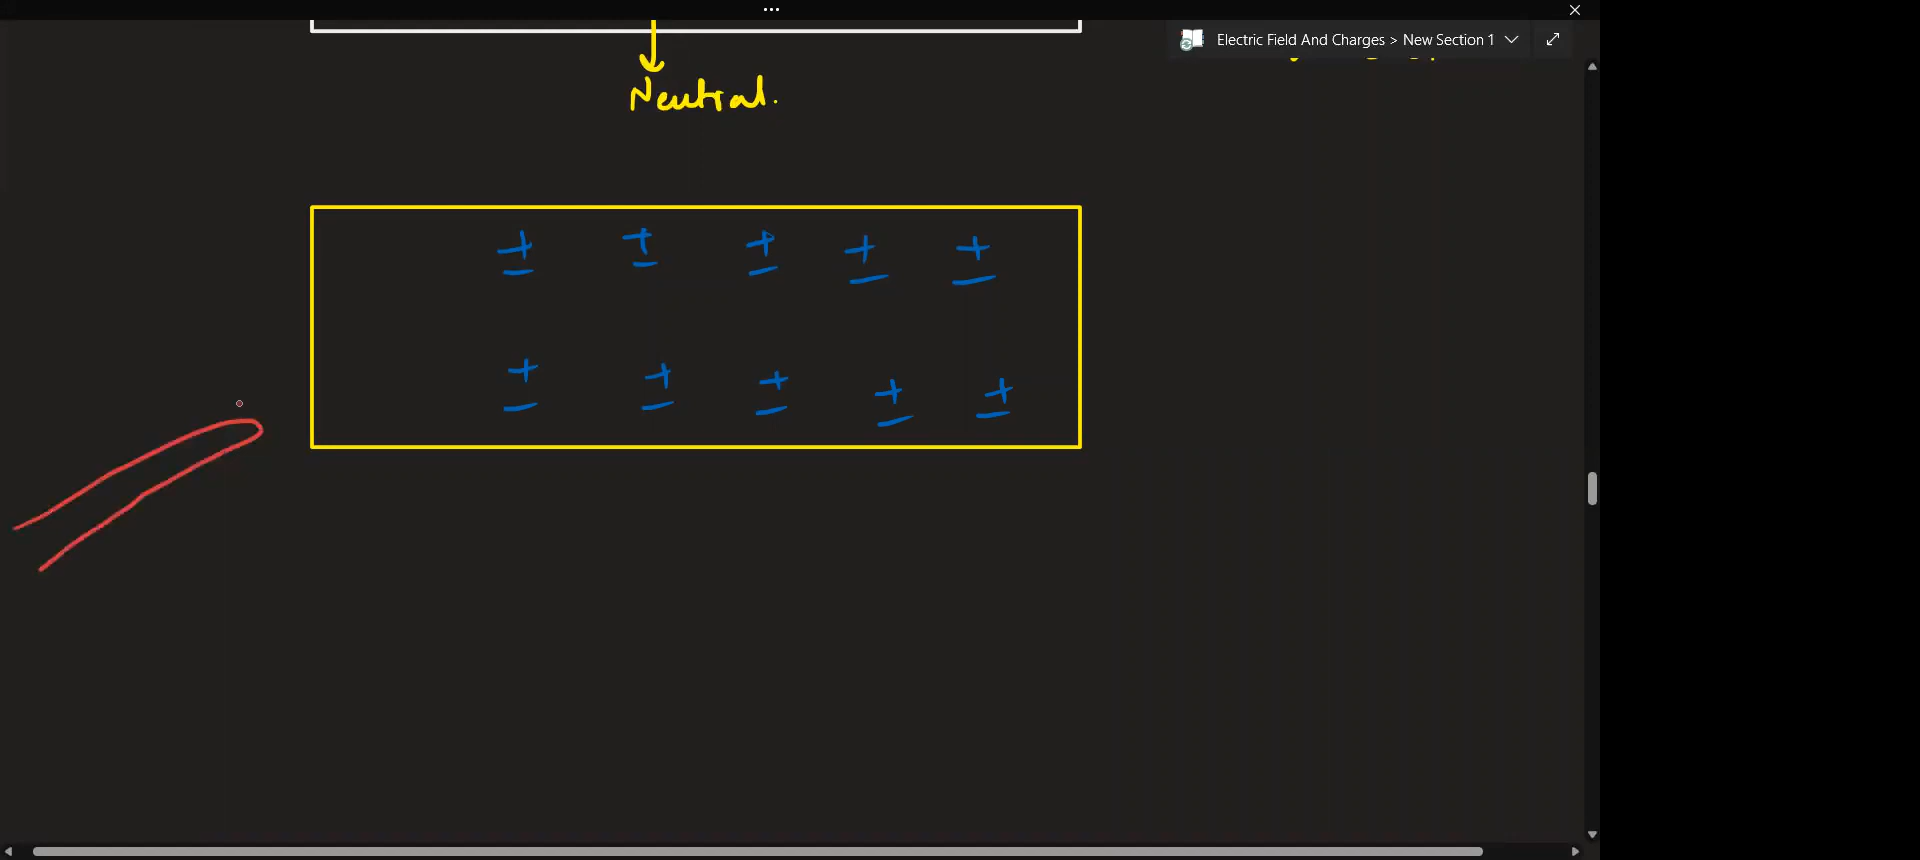 Electric Field And Charges > New Section 1
Neutral.
+ + + + +
- - - - -
+ + + + +
- - - - -